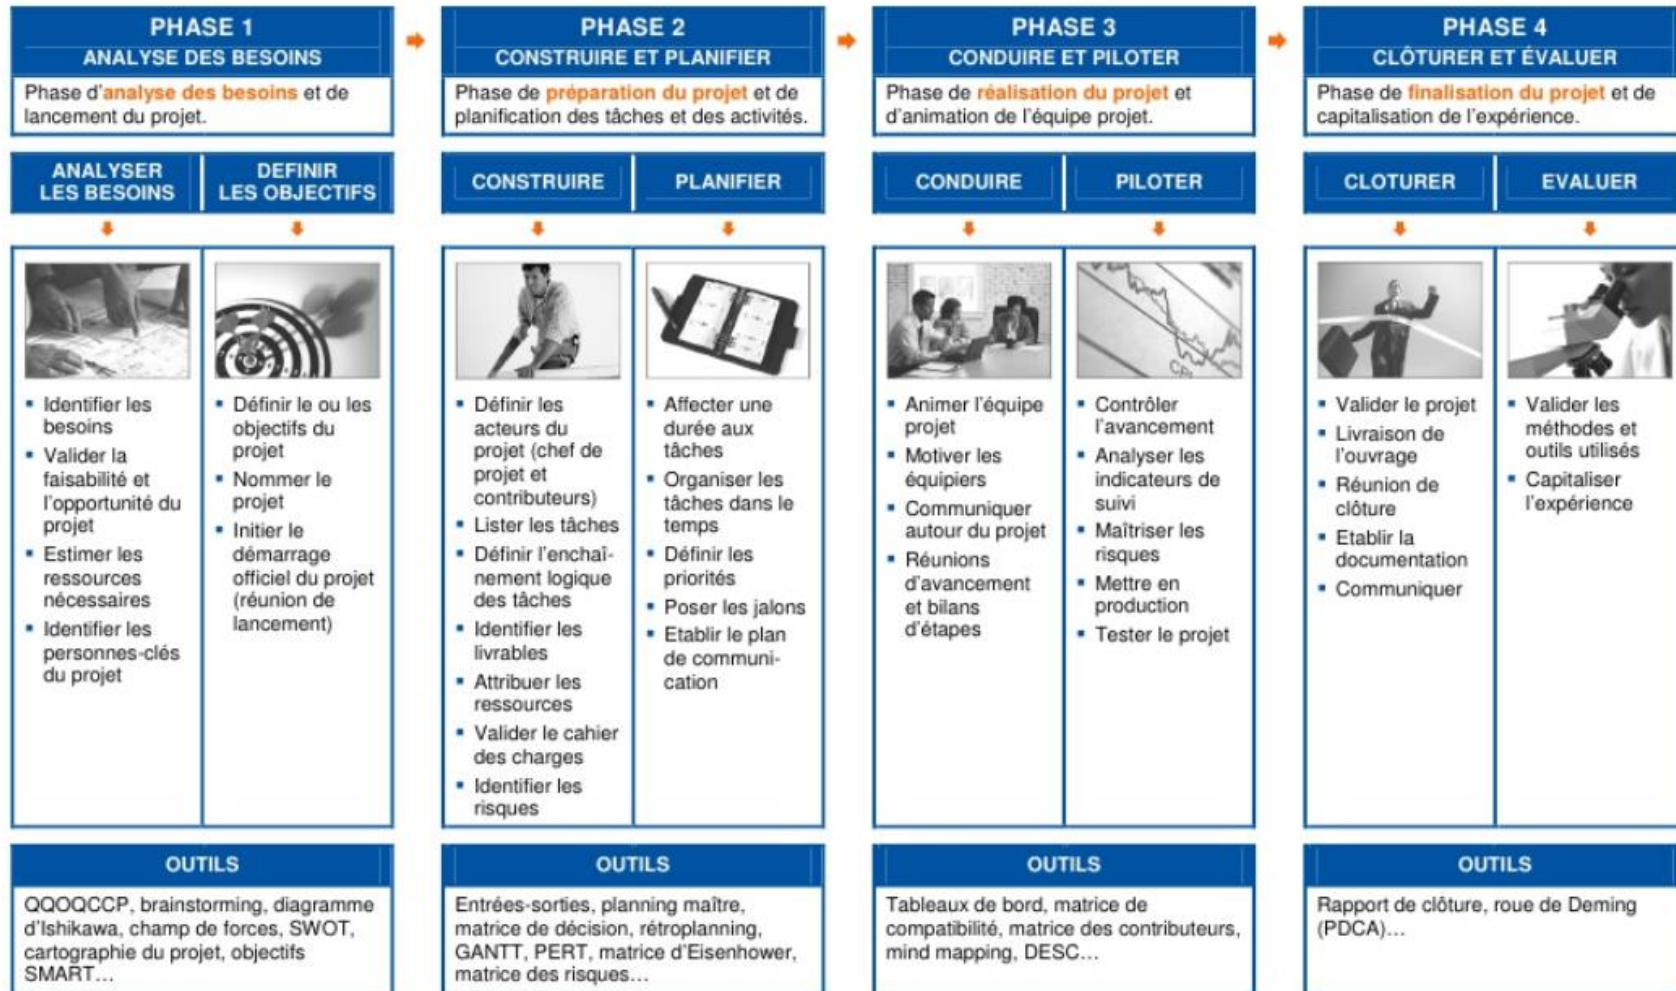 PHASE 1
ANALYSE DES BESOINS
Phase d'analyse des besoins et de
lancement du projet.
ANALYSER
LES BESOINS
DEFINIR
LES OBJECTIFS
Identifier les
besoins
Valider la
faisabilité et
l'opportunité du
projet
Estimer les
ressources
nécessaires
Identifier les
personnes-clés
du projet
Définir le ou les
objectifs du
projet
Nommer le
projet
Initier le
démarrage
officiel du projet
(réunion de
lancement)
OUTILS
QQOQCCP, brainstorming, diagramme
d'Ishikawa, champ de forces, SWOT,
cartographie du projet, objectifs
SMART...
PHASE 2
CONSTRUIRE ET PLANIFIER
Phase de préparation du projet et de
planification des tâches et des activités.
CONSTRUIRE
PLANIFIER
Définir les
acteurs du
projet (chef de
projet et
contributeurs)
Lister les tâches
Définir l'enchaî-
nement logique
des tâches
Identifier les
livrables
Attribuer les
ressources
Valider le cahier
des charges
Identifier les
risques
Affecter une
durée aux
tâches
Organiser les
tâches dans le
temps
Définir les
priorités
Poser les jalons
Etablir le plan
de communi-
cation
OUTILS
Entrées-sorties, planning maître,
matrice de décision, rétroplanning,
GANTT, PERT, matrice d'Eisenhower,
matrice des risques...
PHASE 3
CONDUIRE ET PILOTER
Phase de réalisation du projet et
d'animation de l'équipe projet.
CONDUIRE
PILOTER
CPI
Animer l'équipe
projet
Motiver les
équipiers
Communiquer
autour du projet
Réunions
d'avancement
et bilans
d'étapes
Contrôler
l'avancement
Analyser les
indicateurs de
suivi
Maîtriser les
risques
Mettre en
production
Tester le projet
OUTILS
Tableaux de bord, matrice de
compatibilité, matrice des contributeurs,
mind mapping, DESC...
PHASE 4
CLÔTURER ET ÉVALUER
Phase de finalisation du projet et de
capitalisation de l'expérience.
CLOTURER
EVALUER
Valider le projet
Livraison de
l'ouvrage
Réunion de
clôture
Etablir la
documentation
Communiquer
Valider les
méthodes et
outils utilisés
Capitaliser
l'expérience
OUTILS
Rapport de clôture, roue de Deming
(PDCA)...